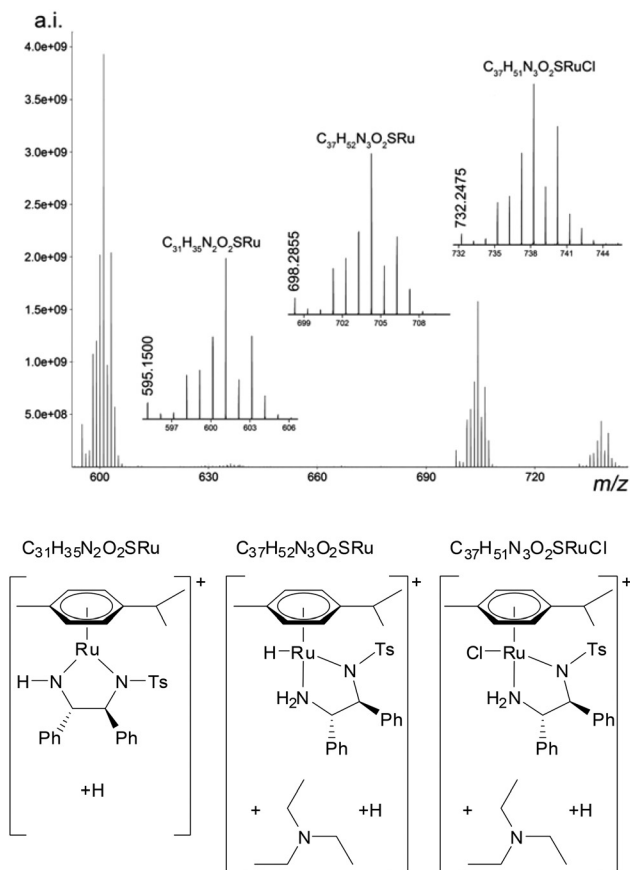 a.i.
4.0e+09
3.5e+09
3.0e+09
2.5e+09
2.0e+09
1.5e+09
1.0e+09
5.0e+08
600 630 660 690 720
m/z
C31H35N2O2SRu
595.1500
597 600 603 606
C37H52N3O2SRu
698.2855
699 702 705 708
C37H51N3O2SRuCl
732.2475
732 735 738 741 744
C31H35N2O2SRu
+
Ru
H N N Ts
Ph Ph
+H
C37H52N3O2SRu
+
H Ru
N Ts
H2N
Ph
Ph
+ +H
N
C37H51N3O2SRuCl
+
Cl Ru
N Ts
H2N
Ph
Ph
+ +H
N